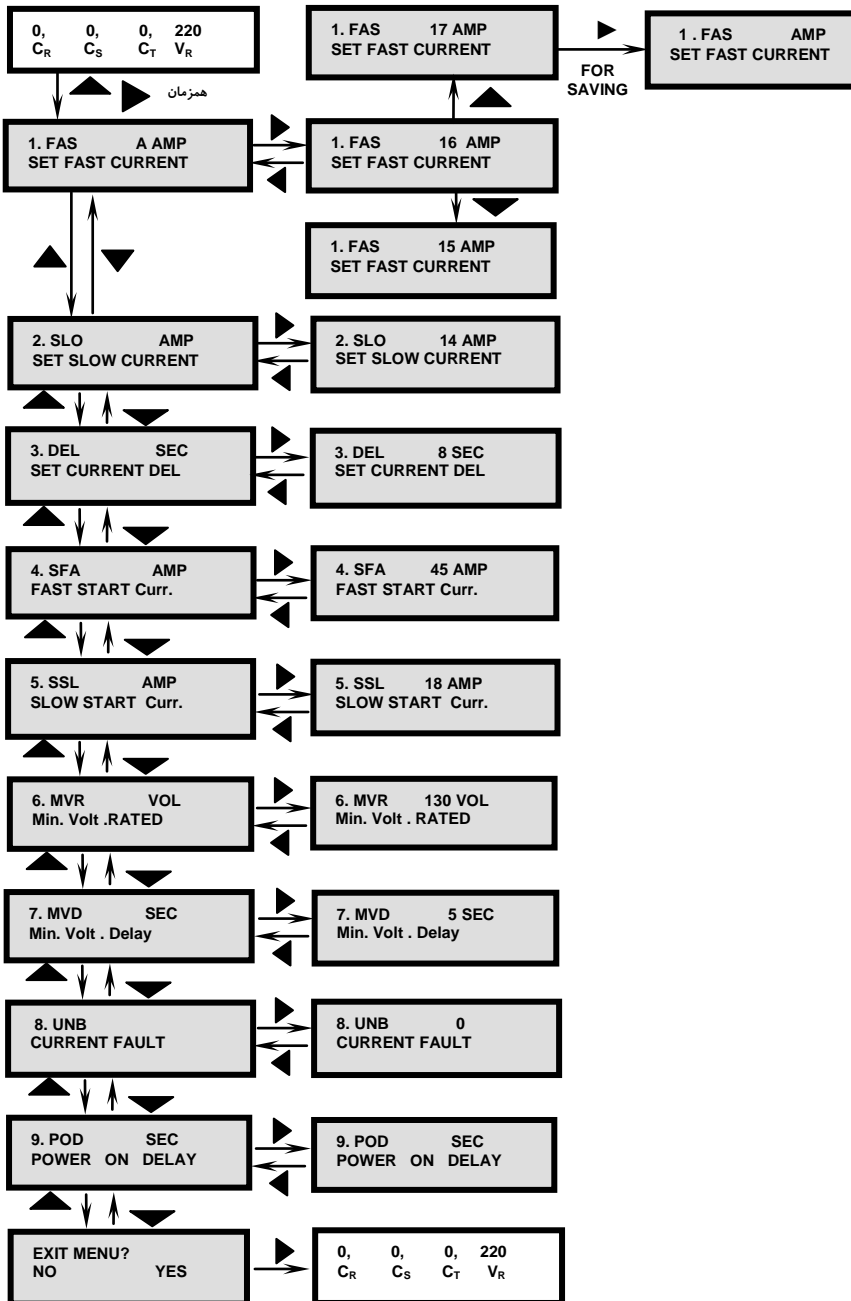 0, 0, 0, 220
CR CS CT VR
همزمان
1. FAS 17 AMP
SET FAST CURRENT
FOR
SAVING
1 . FAS AMP
SET FAST CURRENT
1. FAS A AMP
SET FAST CURRENT
1. FAS 16 AMP
SET FAST CURRENT
1. FAS 15 AMP
SET FAST CURRENT
2. SLO AMP
SET SLOW CURRENT
2. SLO 14 AMP
SET SLOW CURRENT
3. DEL SEC
SET CURRENT DEL
3. DEL 8 SEC
SET CURRENT DEL
4. SFA AMP
FAST START Curr.
4. SFA 45 AMP
FAST START Curr.
5. SSL AMP
SLOW START Curr.
5. SSL 18 AMP
SLOW START Curr.
6. MVR VOL
Min. Volt .RATED
6. MVR 130 VOL
Min. Volt . RATED
7. MVD SEC
Min. Volt . Delay
7. MVD 5 SEC
Min. Volt . Delay
8. UNB
CURRENT FAULT
8. UNB 0
CURRENT FAULT
9. POD SEC
POWER ON DELAY
9. POD SEC
POWER ON DELAY
EXIT MENU?
NO YES
0, 0, 0, 220
CR CS CT VR